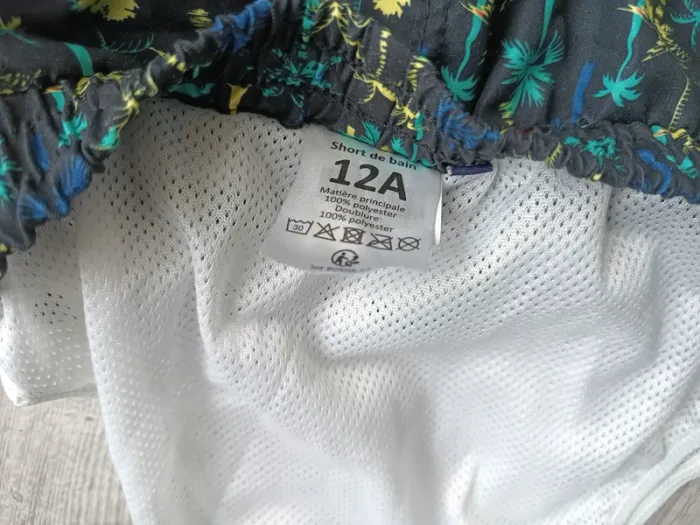 Short de bain
12A
Matière principale
100% polyester
Doublure:
100% polyester
30